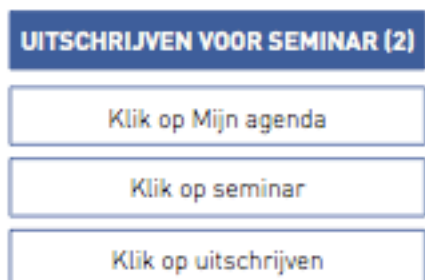 UITSCHRIJVEN VOOR SEMINAR (2)
Klik op Mijn agenda
Klik op seminar
Klik op uitschrijven